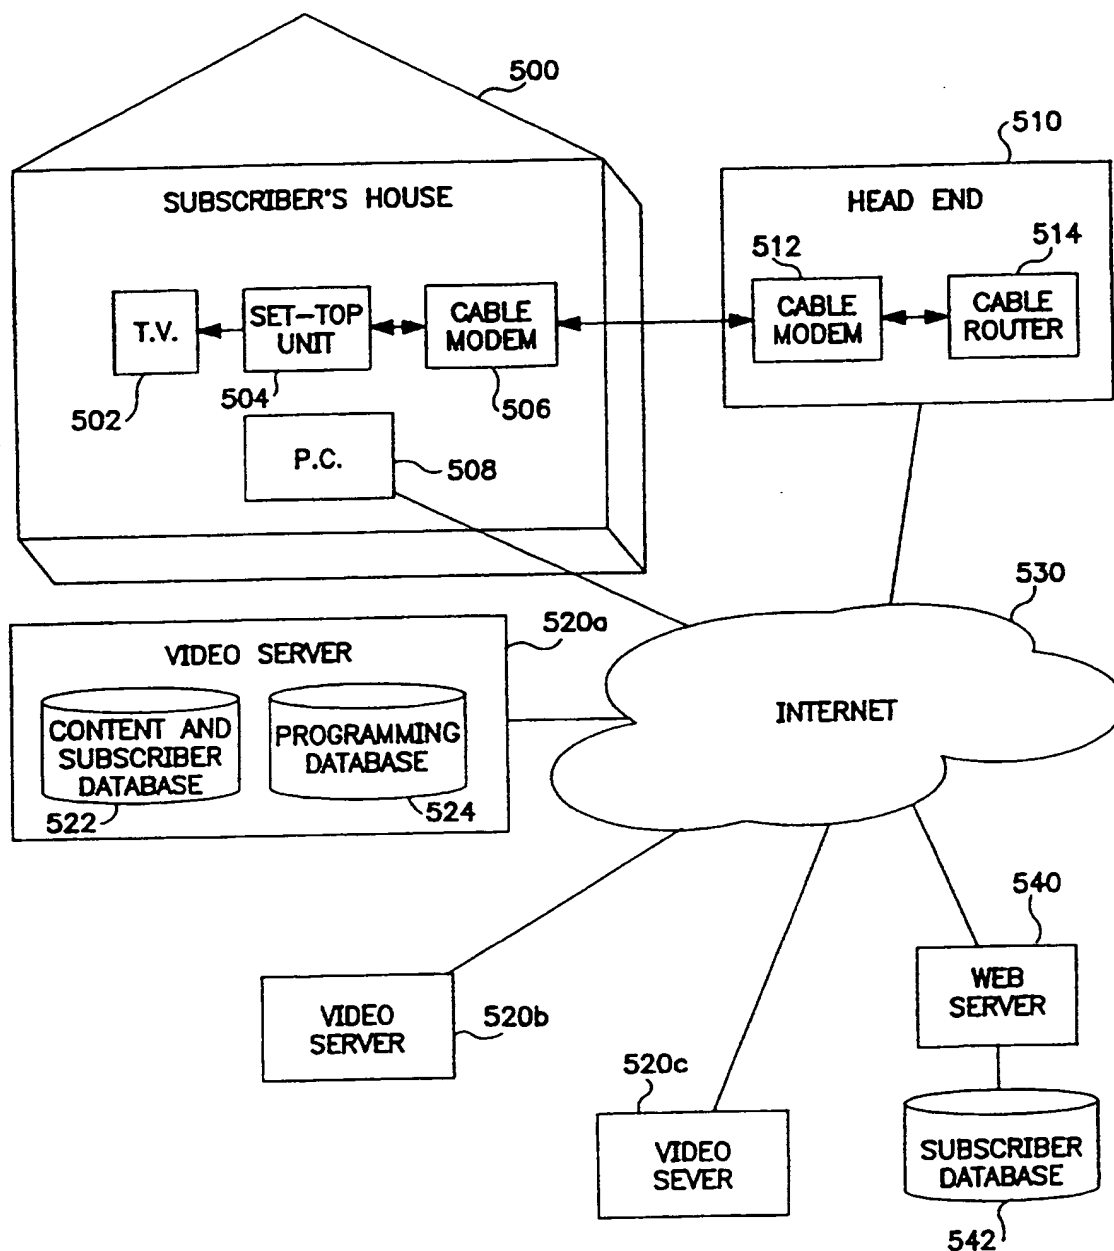 500
510
SUBSCRIBER'S HOUSE
HEAD END
512
514
T.V.
SET-TOP
UNIT
CABLE
MODEM
CABLE
MODEM
CABLE
ROUTER
502
504
506
P.C.
508
530
520a
VIDEO SERVER
CONTENT AND
SUBSCRIBER
DATABASE
PROGRAMMING
DATABASE
522
524
INTERNET
540
WEB
SERVER
VIDEO
SERVER
520b
520c
VIDEO
SEVER
SUBSCRIBER
DATABASE
542